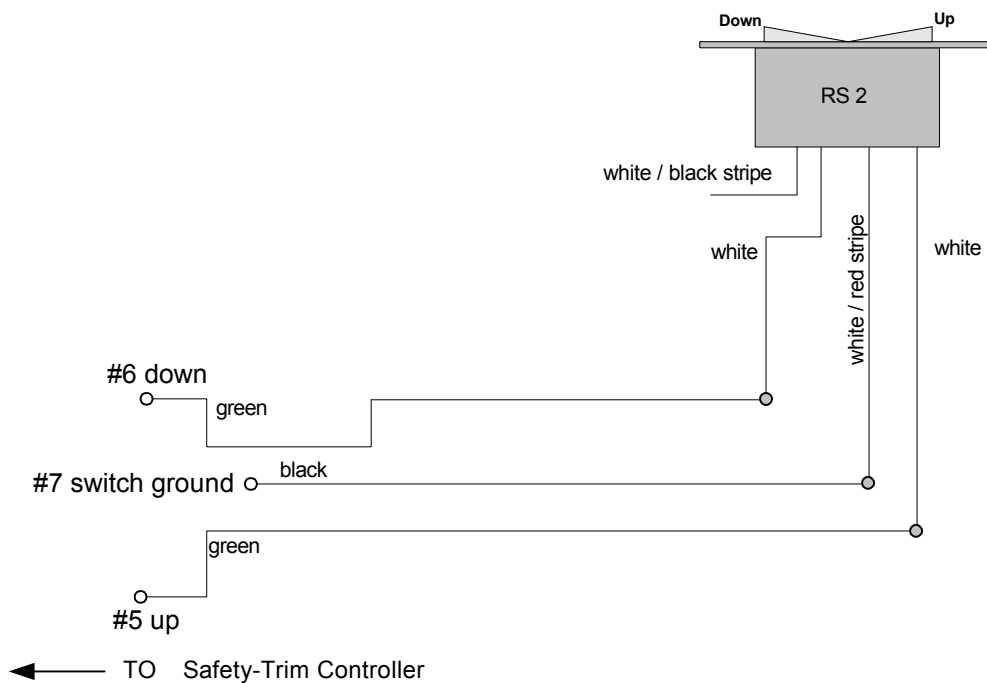 Down
Up
RS 2
white / black stripe
white
white / red stripe
white
#6 down
green
black
#7 switch ground
green
#5 up
TO Safety-Trim Controller